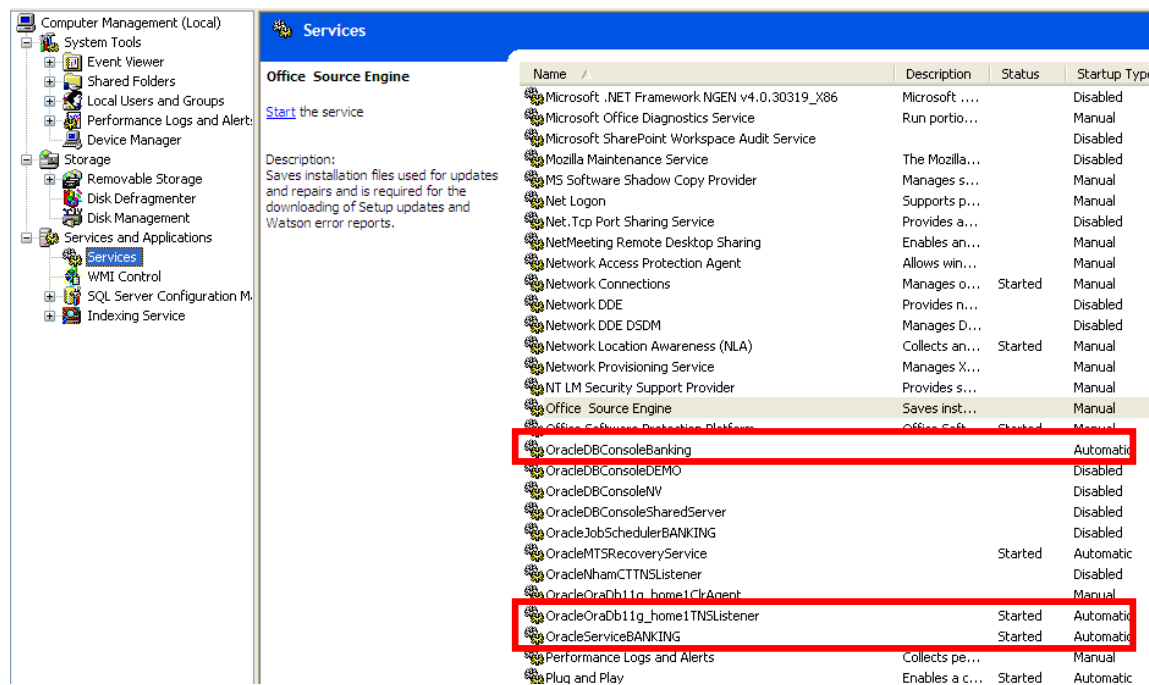 Computer Management (Local)
System Tools
Event Viewer
Shared Folders
Local Users and Groups
Performance Logs and Alert:
Device Manager
Storage
Removable Storage
Disk Defragmenter
Disk Management
Services and Applications
Services
WMI Control
SQL Server Configuration M
Indexing Service
Services
Office Source Engine
Start the service
Description:
Saves installation files used for updates
and repairs and is required for the
downloading of Setup updates and
Watson error reports.
Name Description Status Startup Type
Microsoft .NET Framework NGEN v4.0.30319_X86 Microsoft .... Disabled
Microsoft Office Diagnostics Service Run portio... Manual
Microsoft SharePoint Workspace Audit Service Disabled
Mozilla Maintenance Service The Mozilla... Disabled
MS Software Shadow Copy Provider Manages s... Manual
Net Logon Supports p... Manual
Net.Tcp Port Sharing Service Provides a... Disabled
NetMeeting Remote Desktop Sharing Enables an... Manual
Network Access Protection Agent Allows win... Manual
Network Connections Manages o... Started Manual
Network DDE Provides n... Disabled
Network DDE DSDM Manages D... Disabled
Network Location Awareness (NLA) Collects an... Started Manual
Network Provisioning Service Manages X... Manual
NT LM Security Support Provider Provides s... Manual
Office Source Engine Saves inst... Manual
Office Software Protection Platform Office Soft... Started Manual
OracleDBConsoleBanking Automatic
OracleDBConsoleDEMO Disabled
OracleDBConsoleNV Disabled
OracleDBConsoleSharedServer Disabled
OracleJobSchedulerBANKING Disabled
OracleMTSRecoveryService Started Automatic
OracleNhamCTTNSListener Disabled
OracleOraDb11g_home1ClrAgent Manual
OracleOraDb11g_home1TNSListener Started Automatic
OracleServiceBANKING Started Automatic
Performance Logs and Alerts Collects pe... Manual
Plug and Play Enables a c... Started Automatic